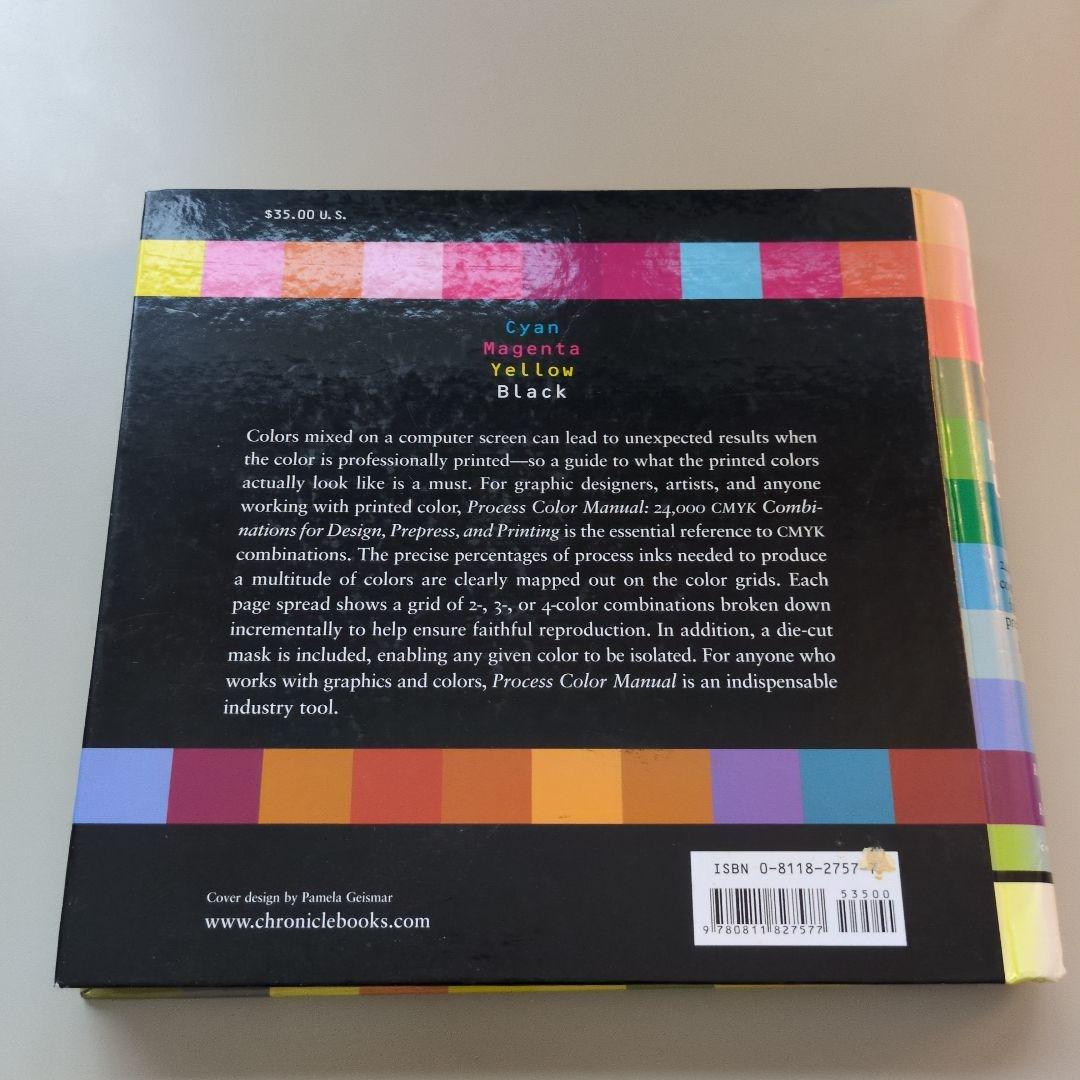 $35.00 U.S.
Cyan
Magenta
Yellow
Black
Colors mixed on a computer screen can lead to unexpected results when
the color is professionally printed—so a guide to what the printed colors
actually look like is a must. For graphic designers, artists, and anyone
working with printed color, Process Color Manual: 24,000 CMYK Combi-
nations for Design, Prepress, and Printing is the essential reference to CMYK
combinations. The precise percentages of process inks needed to produce
a multitude of colors are clearly mapped out on the color grids. Each
page spread shows a grid of 2-, 3-, or 4-color combinations broken down
incrementally to help ensure faithful reproduction. In addition, a die-cut
mask is included, enabling any given color to be isolated. For anyone who
works with graphics and colors, Process Color Manual is an indispensable
industry tool.
Cover design by Pamela Geismar
www.chroniclebooks.com
ISBN 0-8118-2757-
53500
9 780811 827577